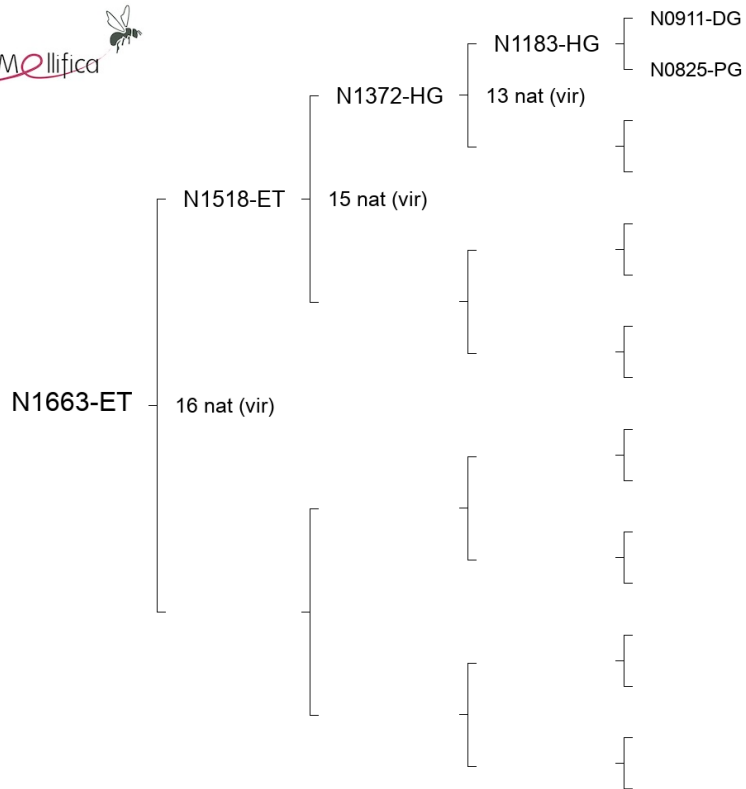 Mellifica
N0911-DG
N1183-HG
N0825-PG
N1372-HG
13 nat (vir)
N1518-ET
15 nat (vir)
N1663-ET
16 nat (vir)